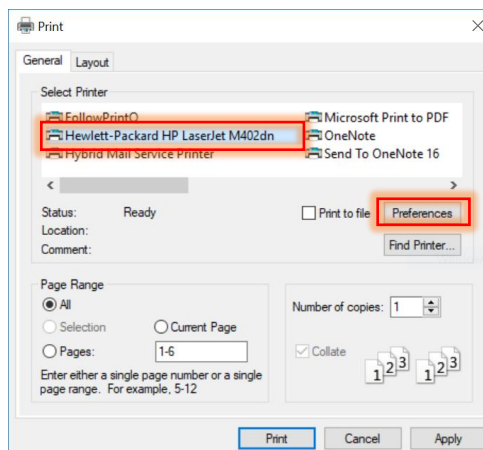 Print
General Layout
Select Printer
FollowPrintQ
Hewlett-Packard HP LaserJet M402dn
Hybrid Mail Service Printer
Microsoft Print to PDF
OneNote
Send To OneNote 16
Status: Ready
Location:
Comment:
Print to file
Preferences
Find Printer...
Page Range
All
Selection
Current Page
Pages: 1-6
Enter either a single page number or a single
page range. For example, 5-12
Number of copies: 1
Collate
1 2 3 1 2 3
Print Cancel Apply